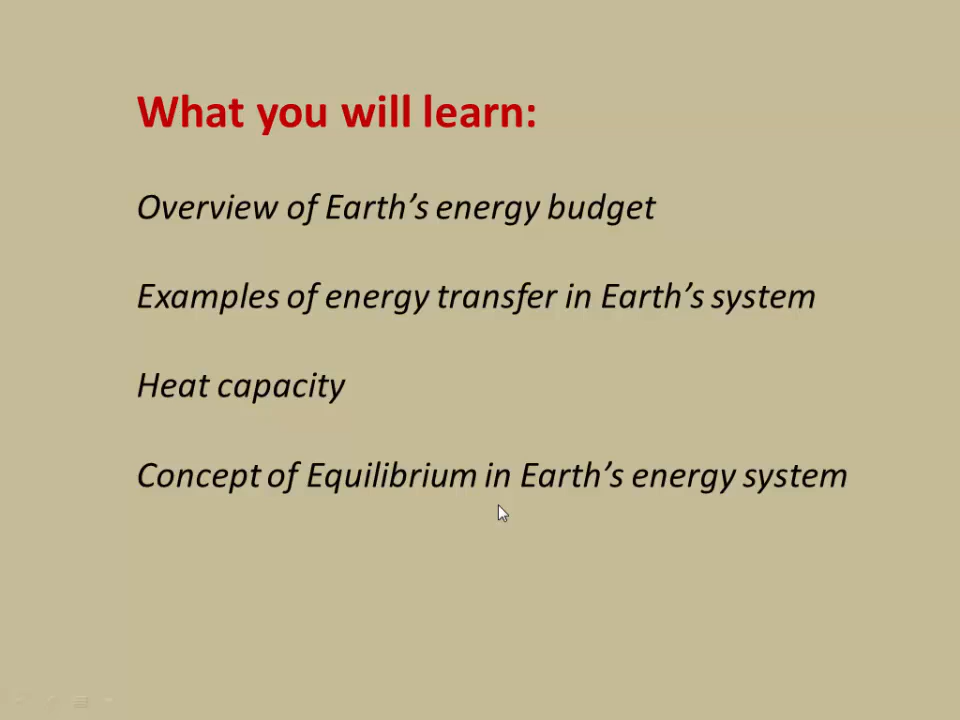 What you will learn:
Overview of Earth’s energy budget
Examples of energy transfer in Earth’s system
Heat capacity
Concept of Equilibrium in Earth’s energy system